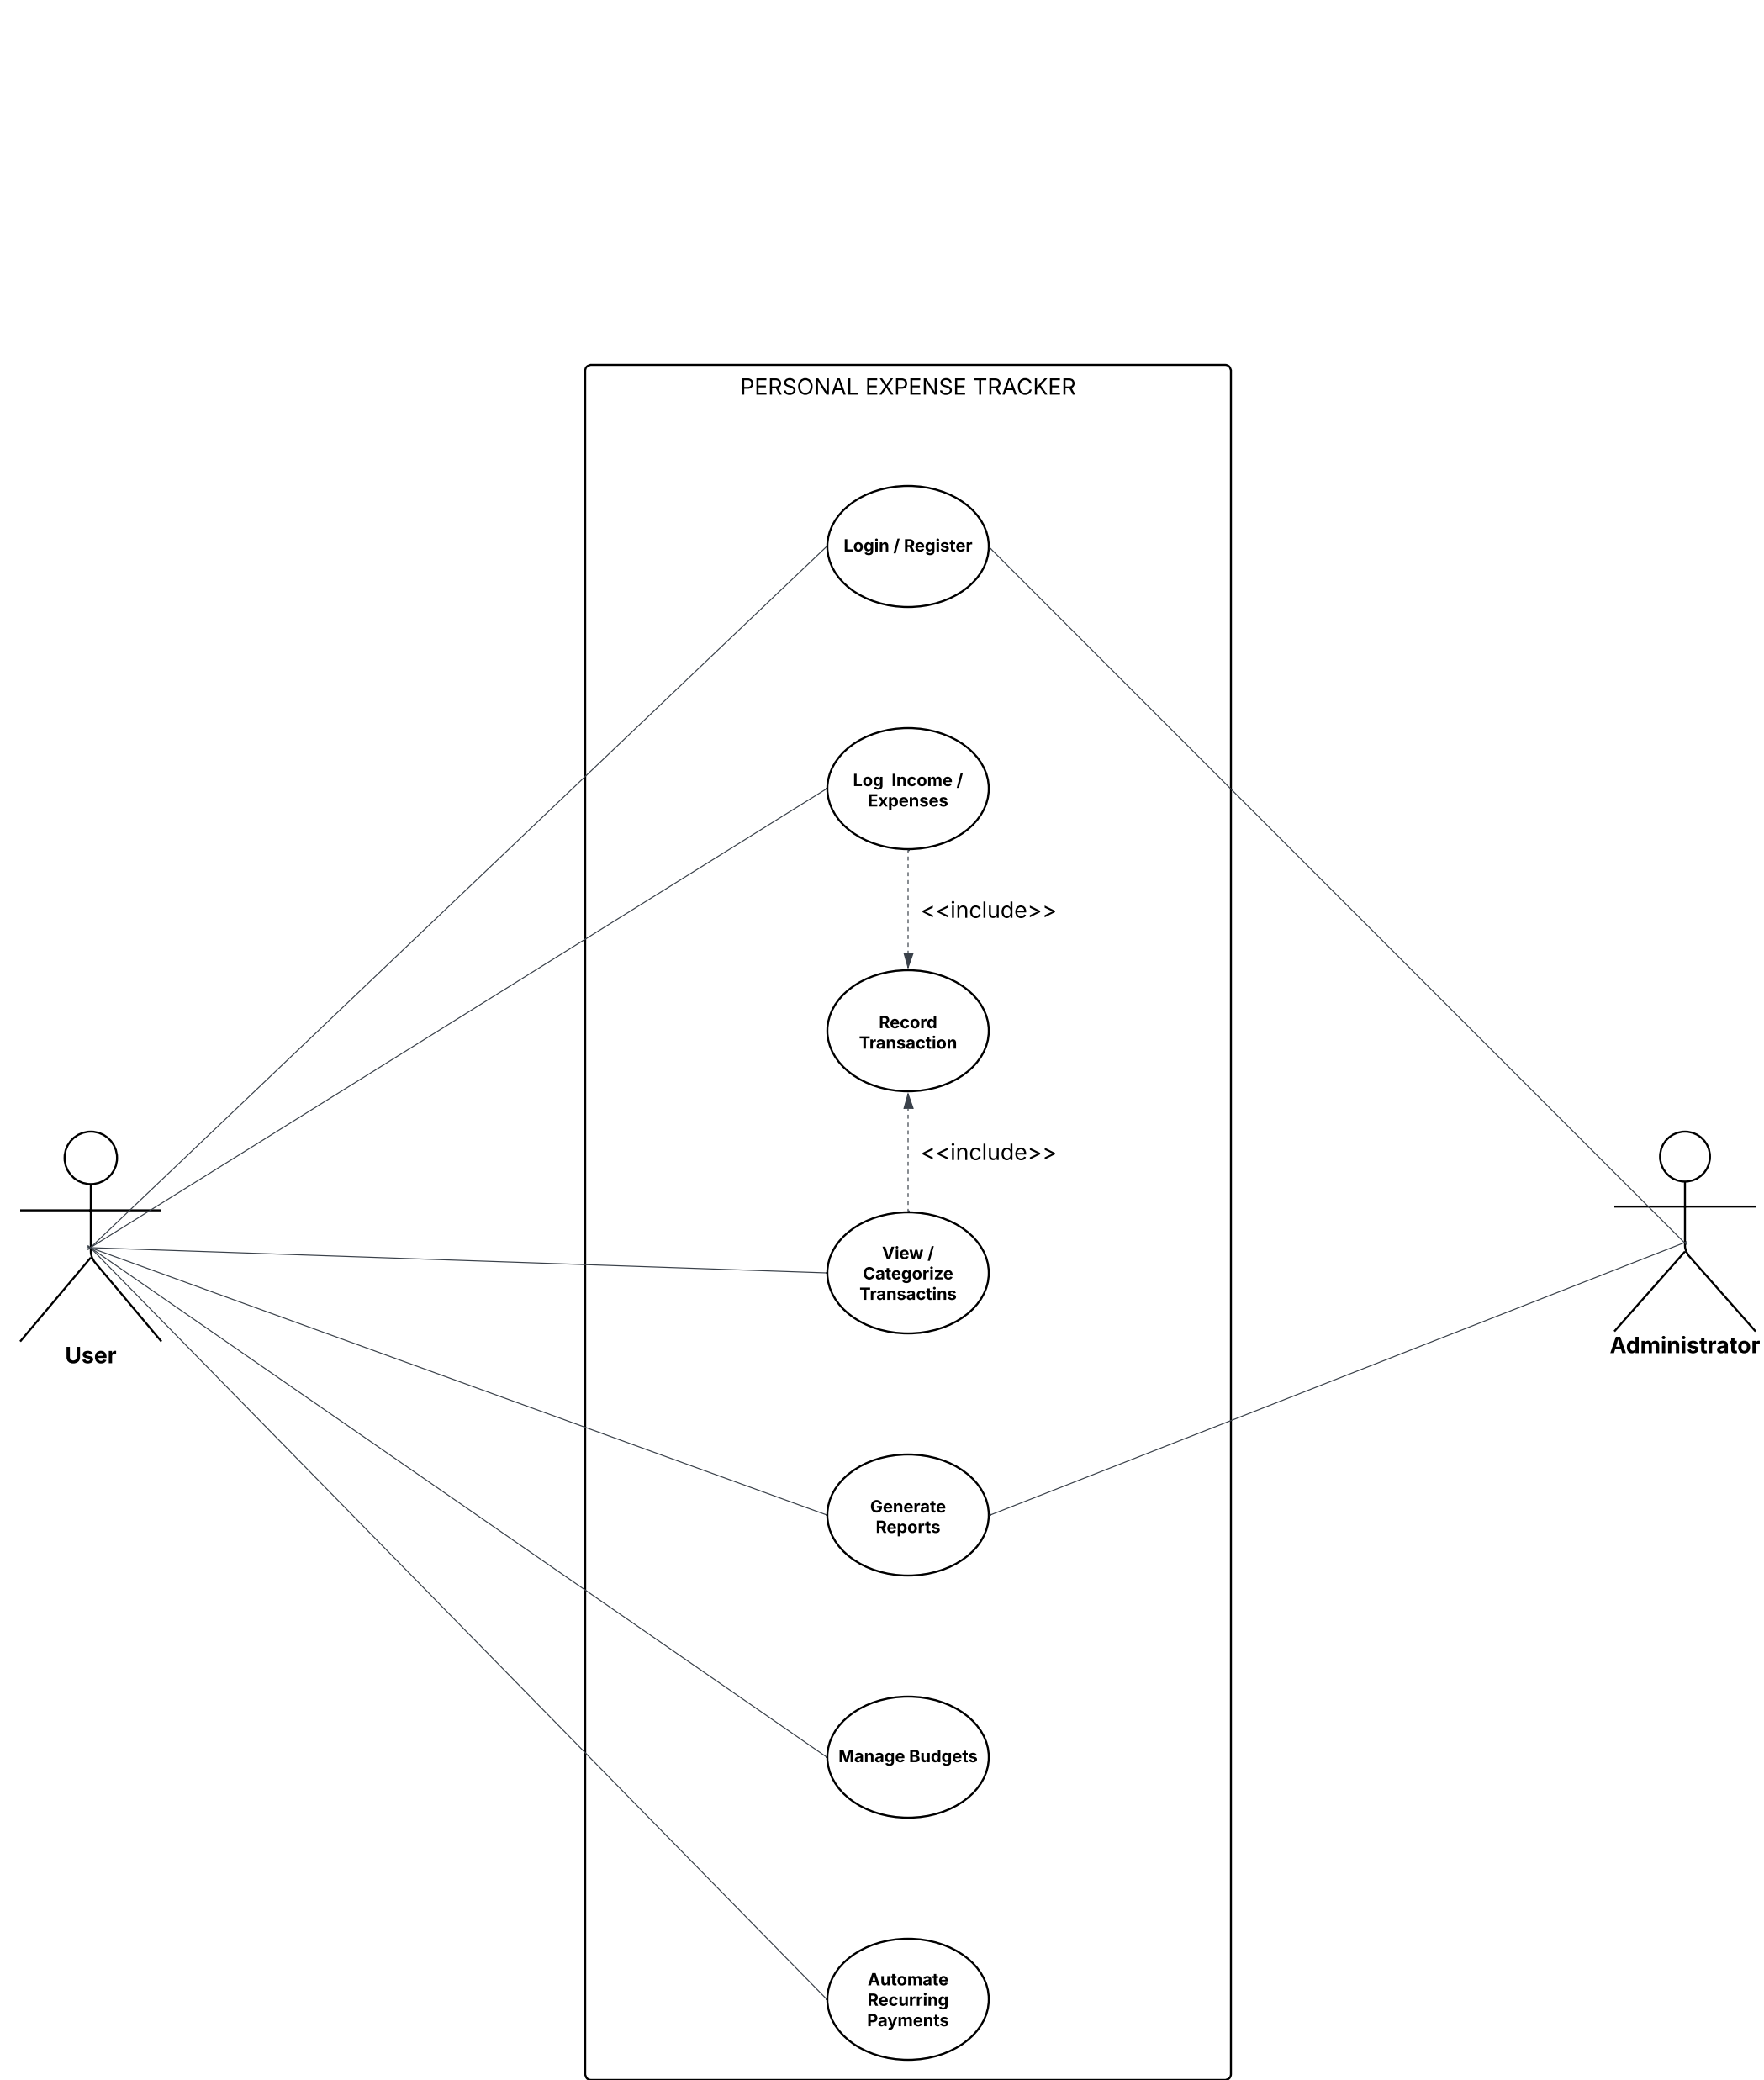 PERSONAL EXPENSE TRACKER
Login / Register
Log  Income /
Expenses
<<include>>
Record
Transaction
<<include>>
View /
Categorize
Transactins
User
Administrator
Generate
Reports
Manage Budgets
Automate
Recurring
Payments